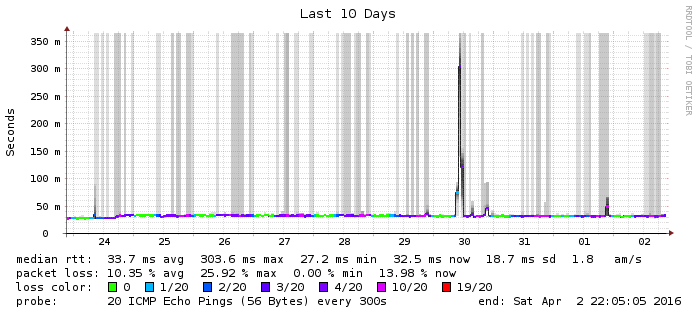 Last 10 Days
RRDTOOL / TOBI OETIKER
Seconds
350 m
300 m
250 m
200 m
150 m
100 m
50 m
0
24 25 26 27 28 29 30 31 01 02
median rtt: 33.7 ms avg 303.6 ms max 27.2 ms min 32.5 ms now 18.7 ms sd 1.8 am/s
packet loss: 10.35 % avg 25.92 % max 0.00 % min 13.98 % now
loss color: 0 1/20 2/20 3/20 4/20 10/20 19/20
probe: 20 ICMP Echo Pings (56 Bytes) every 300s end: Sat Apr 2 22:05:05 2016